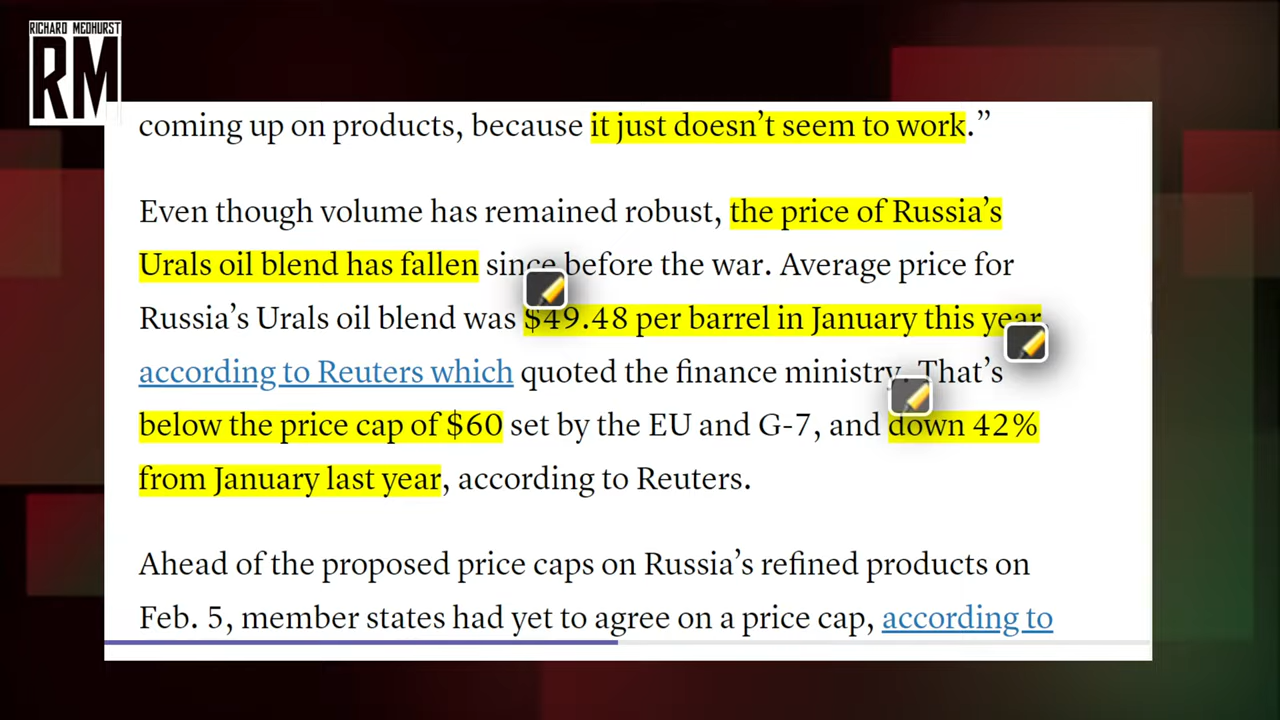 RICHARD MEDHURST
RM
coming up on products, because it just doesn’t seem to work.”
Even though volume has remained robust, the price of Russia’s
Urals oil blend has fallen since before the war. Average price for
Russia’s Urals oil blend was $49.48 per barrel in January this year
according to Reuters which quoted the finance ministry. That’s
below the price cap of $60 set by the EU and G-7, and down 42%
from January last year, according to Reuters.
Ahead of the proposed price caps on Russia’s refined products on
Feb. 5, member states had yet to agree on a price cap, according to